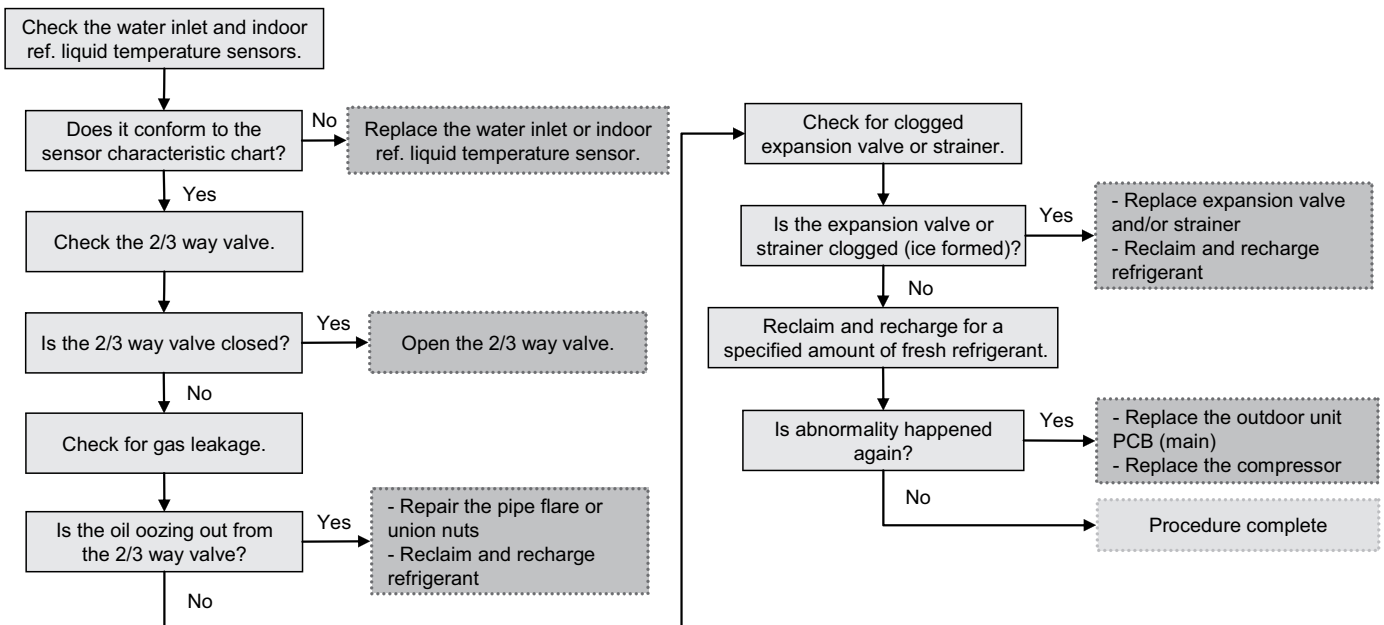 Check the water inlet and indoor
ref. liquid temperature sensors.
Does it conform to the
sensor characteristic chart?
No
Replace the water inlet or indoor
ref. liquid temperature sensor.
Yes
Check the 2/3 way valve.
Is the 2/3 way valve closed?
Yes
Open the 2/3 way valve.
No
Check for gas leakage.
Is the oil oozing out from
the 2/3 way valve?
Yes
- Repair the pipe flare or
union nuts
- Reclaim and recharge
refrigerant
No
Check for clogged
expansion valve or strainer.
Is the expansion valve or
strainer clogged (ice formed)?
Yes
- Replace expansion valve
and/or strainer
- Reclaim and recharge
refrigerant
No
Reclaim and recharge for a
specified amount of fresh refrigerant.
Is abnormality happened
again?
Yes
- Replace the outdoor unit
PCB (main)
- Replace the compressor
No
Procedure complete